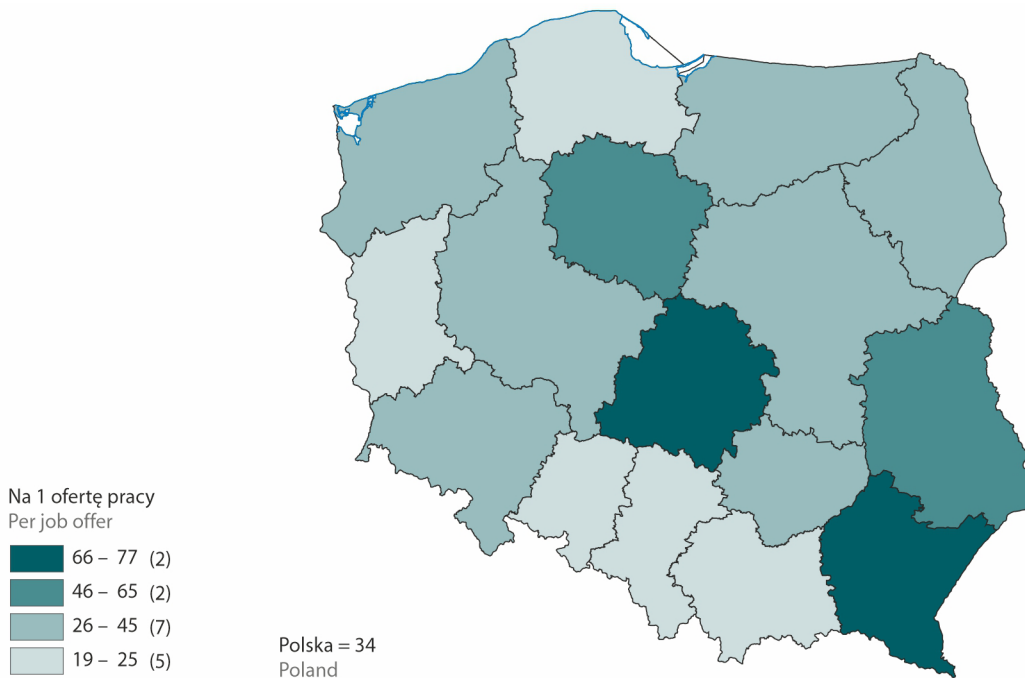 Na 1 ofertę pracy
Per job offer
66 – 77 (2)
46 – 65 (2)
26 – 45 (7)
19 – 25 (5)
Polska = 34
Poland